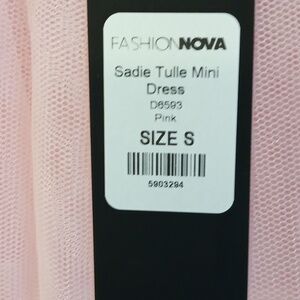 FASHIONNOVA
Sadie Tulle Mini
Dress
D6593
Pink
SIZE S
5903294